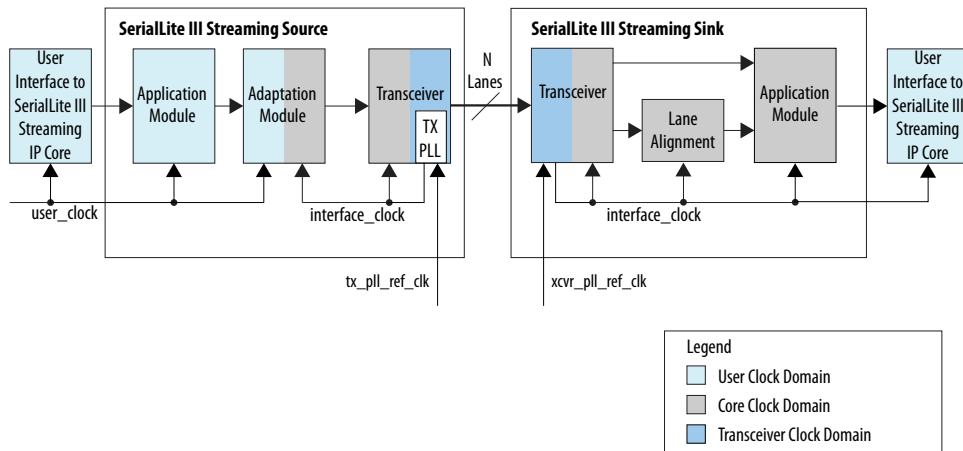 SerialLite III Streaming Source
SerialLite III Streaming Sink
User
Interface to
SerialLite III
Streaming
IP Core
Application
Module
Adaptation
Module
Transceiver
TX
PLL
N
Lanes
Transceiver
Lane
Alignment
Application
Module
User
Interface to
SerialLite III
Streaming
IP Core
user_clock
interface_clock
interface_clock
tx_pll_ref_clk
xcvr_pll_ref_clk
Legend
User Clock Domain
Core Clock Domain
Transceiver Clock Domain